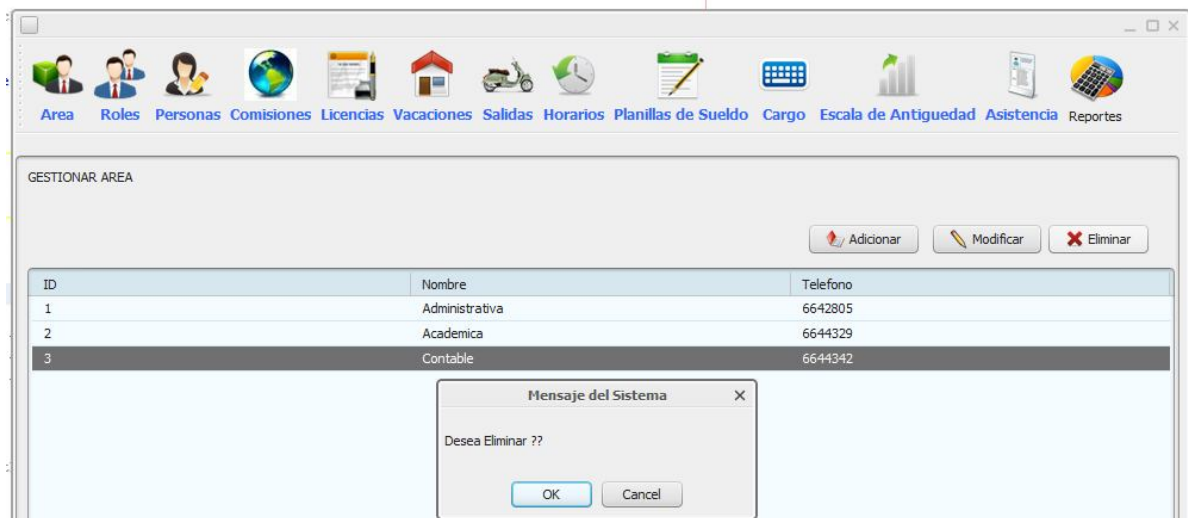 Area Roles Personas Comisiones Licencias Vacaciones Salidas Horarios Planillas de Sueldo Cargo Escala de Antiguedad Asistencia Reportes
GESTIONAR AREA
Adicionar Modificar Eliminar
ID Nombre Telefono
1 Administrativa 6642805
2 Academica 6644329
3 Contable 6644342
Mensaje del Sistema
Desea Eliminar ??
OK Cancel